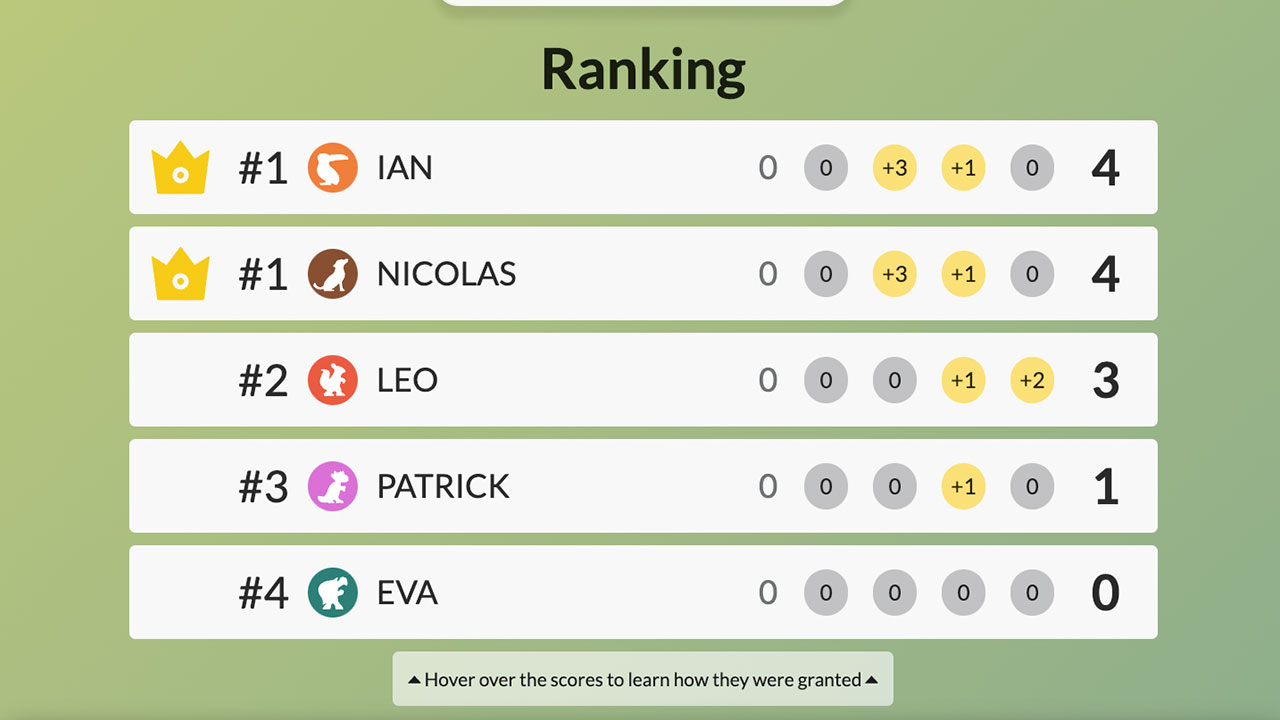 Ranking
#1 IAN 0 0 +3 +1 0 4
#1 NICOLAS 0 0 +3 +1 0 4
#2 LEO 0 0 0 +1 +2 3
#3 PATRICK 0 0 0 +1 0 1
#4 EVA 0 0 0 0 0 0
Hover over the scores to learn how they were granted